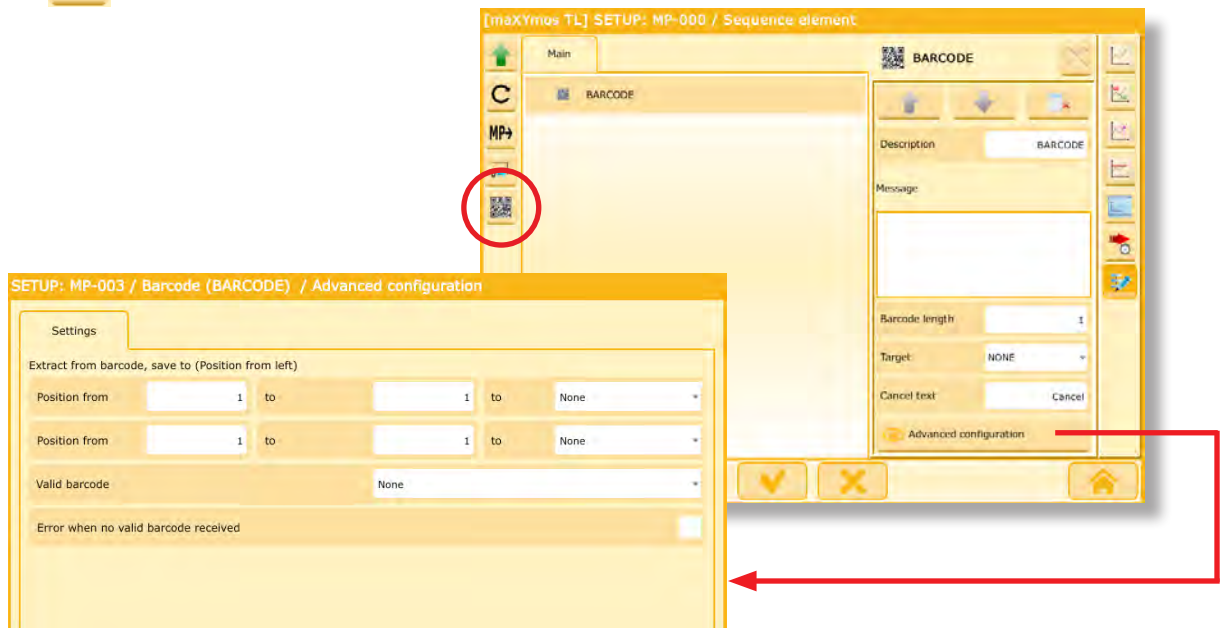 [maXYmos TL] SETUP: MP-000 / Sequence element
Main
BARCODE
C
BARCODE
MP→
Description BARCODE
Message
Barcode length 1
Target NONE
Cancel text Cancel
Advanced configuration
SETUP: MP-003 / Barcode (BARCODE) / Advanced configuration
Settings
Extract from barcode, save to (Position from left)
Position from 1 to 1 to None
Position from 1 to 1 to None
Valid barcode None
Error when no valid barcode received